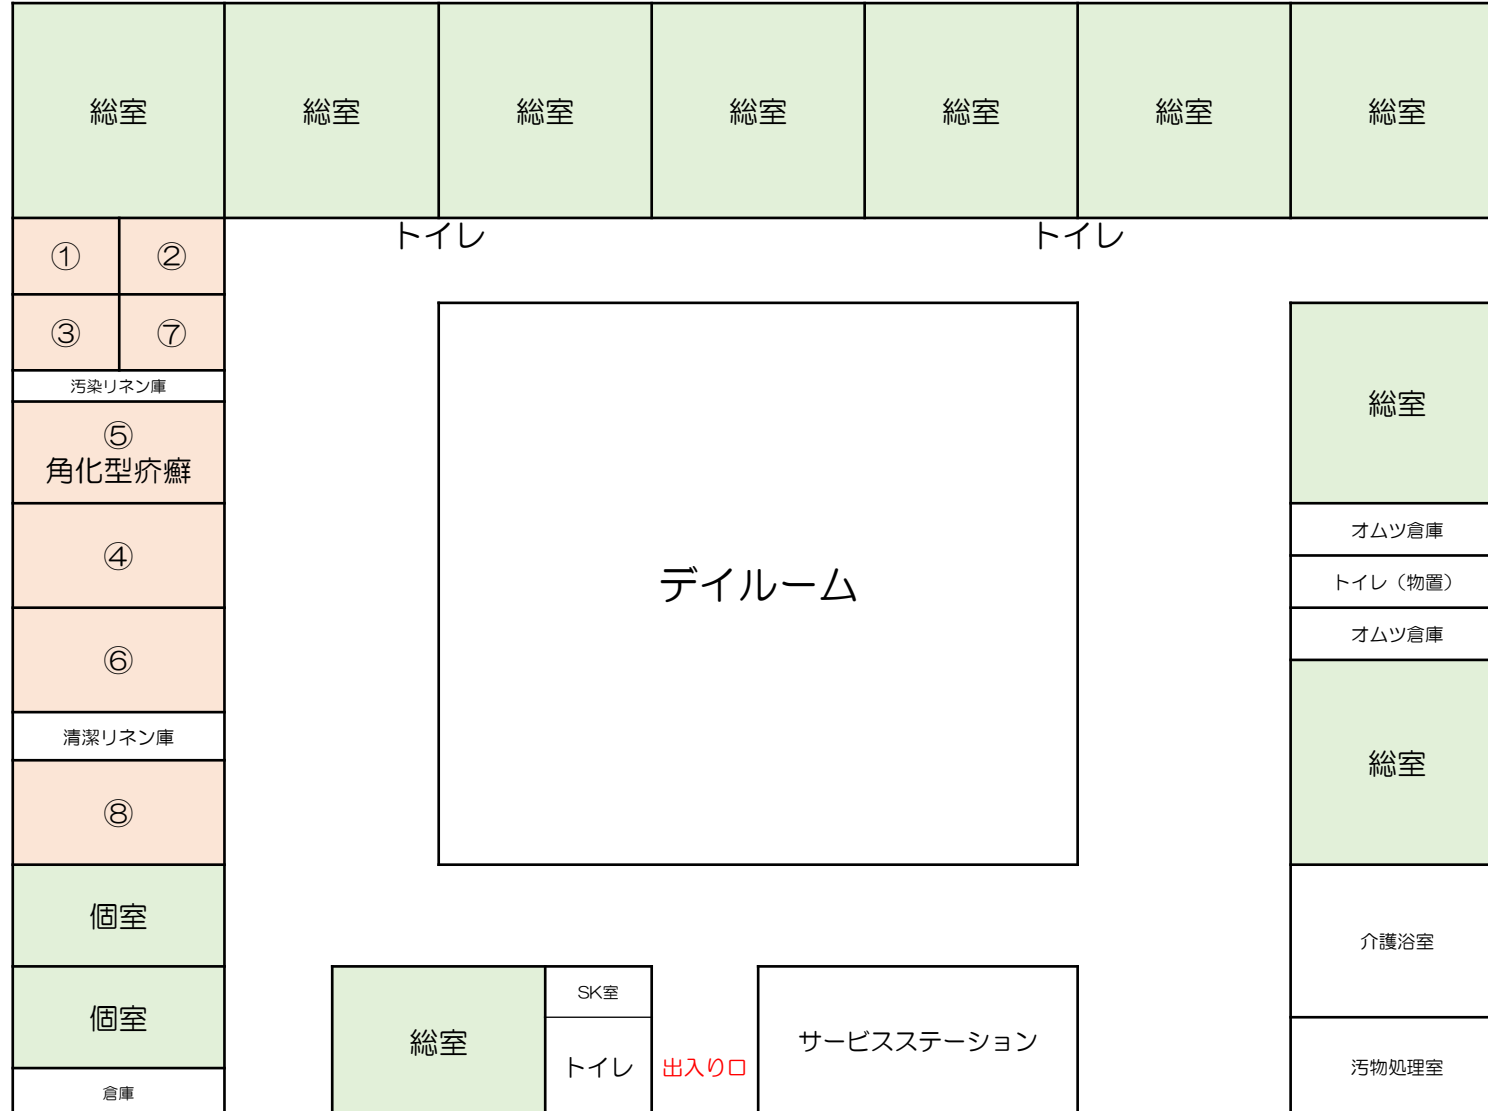 総室
総室
総室
総室
総室
総室
総室
トイレ
トイレ
①
②
③
⑦
汚染リネン庫
⑤
角化型疥癬
④
⑥
清潔リネン庫
⑧
個室
個室
倉庫
デイルーム
総室
オムツ倉庫
トイレ（物置）
オムツ倉庫
総室
介護浴室
汚物処理室
総室
SK室
トイレ
出入り口
サービスステーション